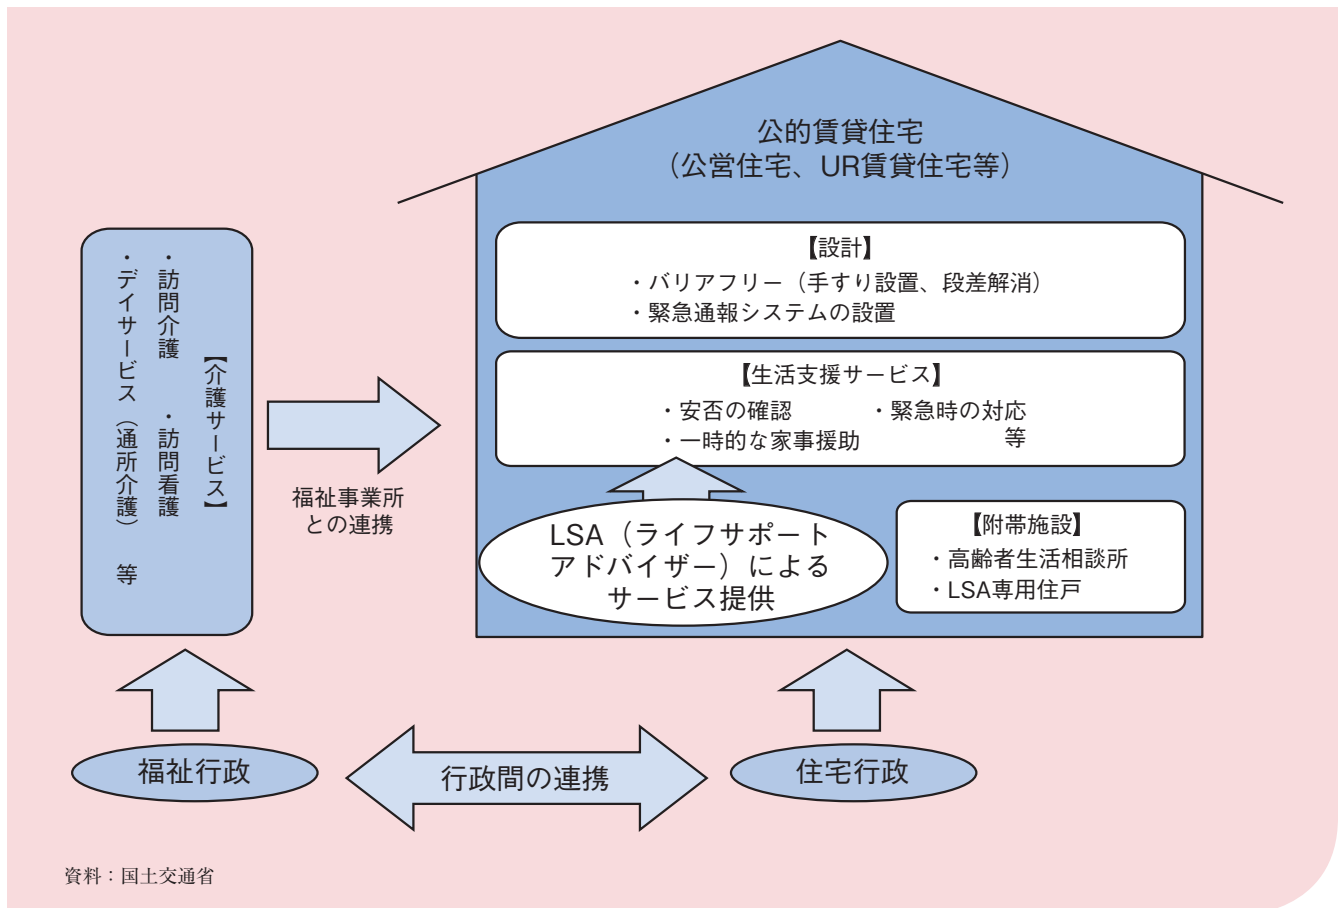 公的賃貸住宅
（公営住宅、UR賃貸住宅等）
【設計】
・バリアフリー（手すり設置、段差解消）
・緊急通報システムの設置
【生活支援サービス】
・安否の確認　・緊急時の対応
・一時的な家事援助　等
LSA（ライフサポート
アドバイザー）による
サービス提供
【附帯施設】
・高齢者生活相談所
・LSA専用住戸
【介護サービス】
・訪問介護　・訪問看護
・デイサービス（通所介護）　等
福祉事業所
との連携
福祉行政
行政間の連携
住宅行政
資料：国土交通省